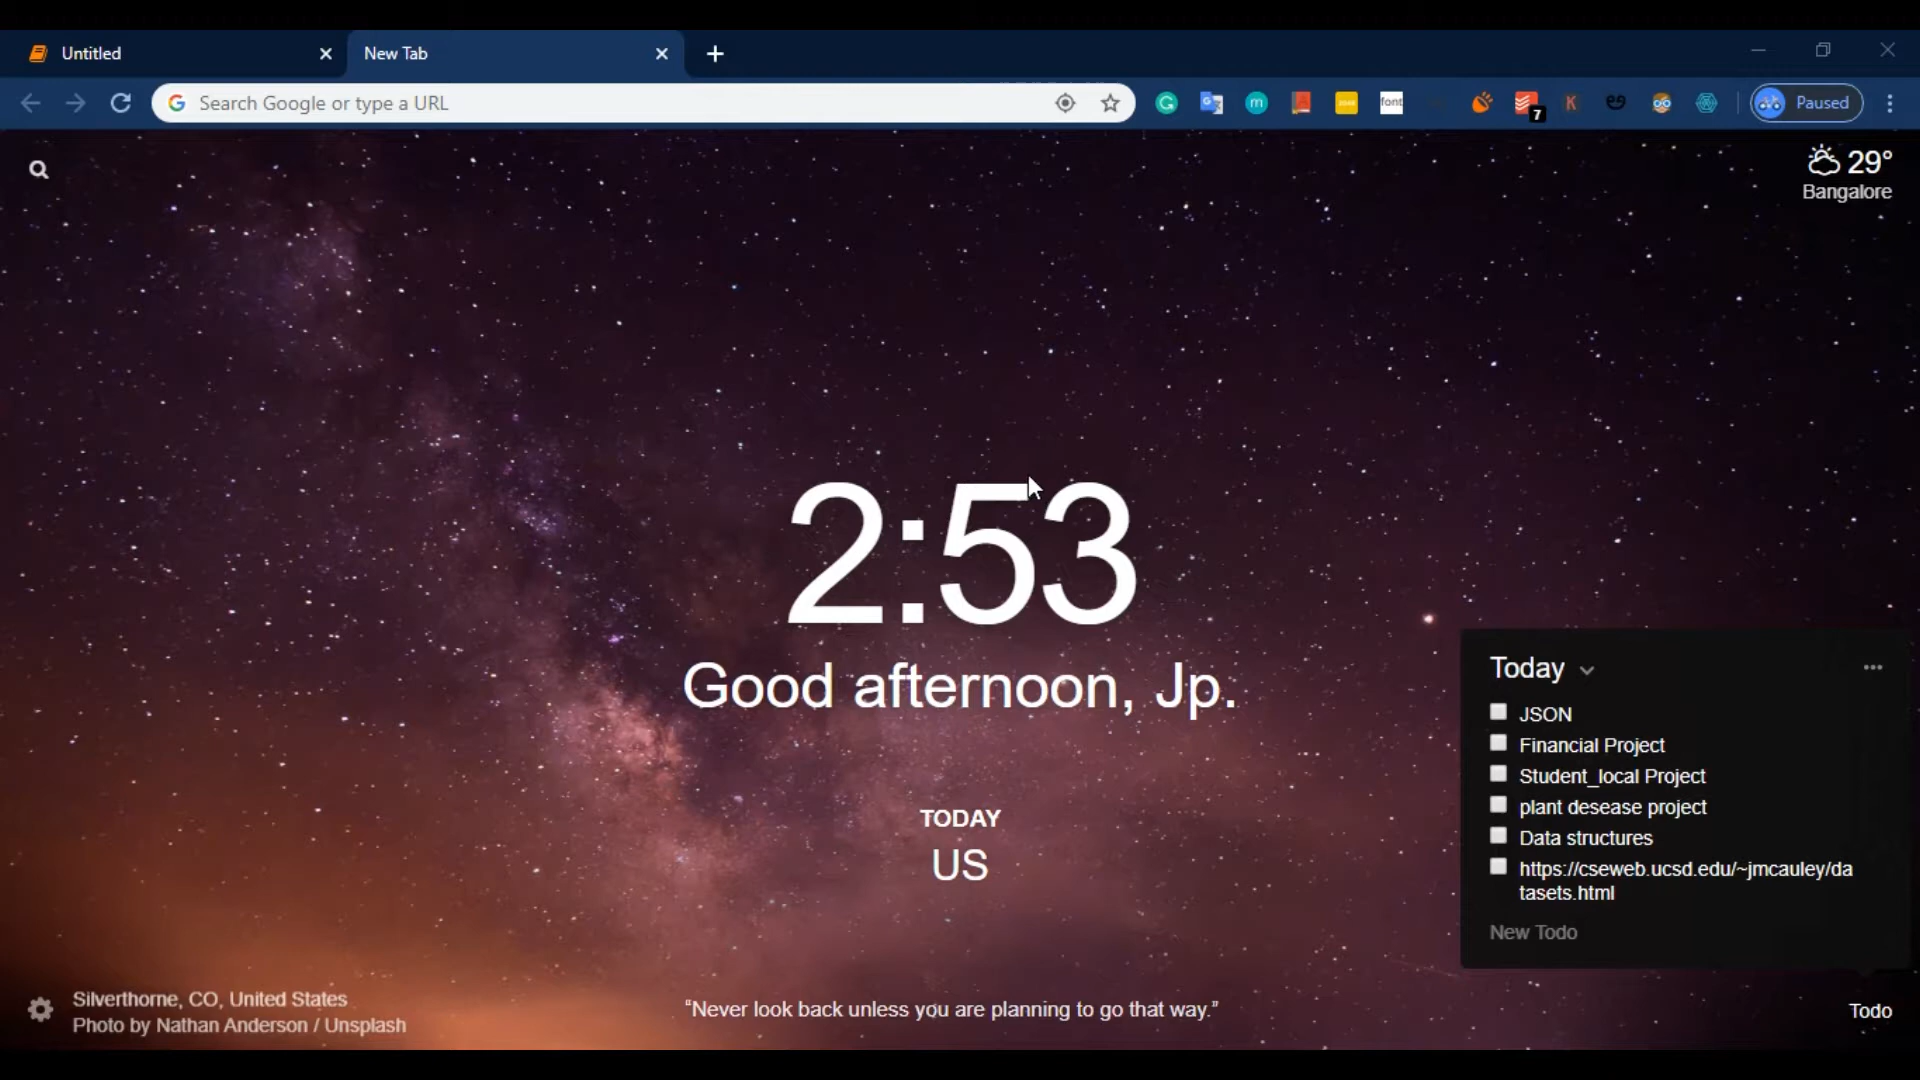 Untitled
New Tab
Search Google or type a URL
font
7
Paused
29°
Bangalore
2:53
Good afternoon, Jp.
TODAY
US
Today
JSON
Financial Project
Student_local Project
plant desease project
Data structures
https://cseweb.ucsd.edu/~jmcauley/da
tasets.html
New Todo
Silverthorne, CO, United States
Photo by Nathan Anderson / Unsplash
“Never look back unless you are planning to go that way.”
Todo